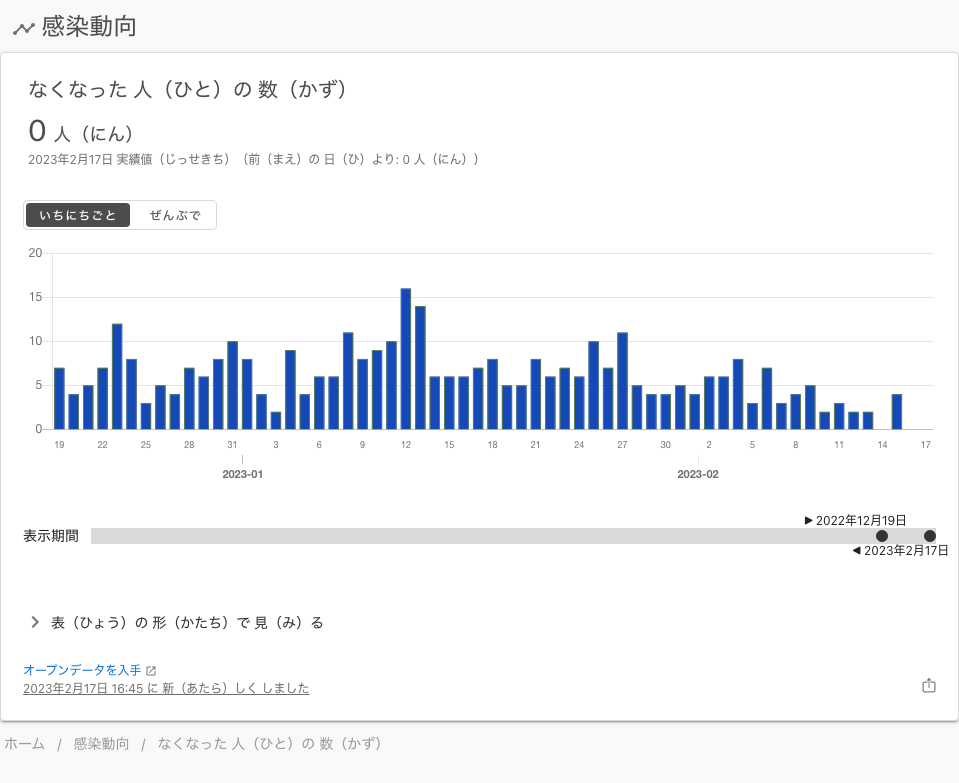 感染動向
なくなった 人（ひと）の 数（かず）
0 人（にん）
2023年2月17日 実績値（じっせきち）（前（まえ）の 日（ひ）より: 0 人（にん））
いちにちごと ぜんぶで
20
15
10
5
0
19 22 25 28 31 3 6 9 12 15 18 21 24 27 30 2 5 8 11 14 17
2023-01 2023-02
▶ 2022年12月19日
表示期間
◀ 2023年2月17日
表（ひょう）の 形（かたち）で 見（み）る
オープンデータを入手
2023年2月17日 16:45 に 新（あたら）しく しました
ホーム / 感染動向 / なくなった 人（ひと）の 数（かず）